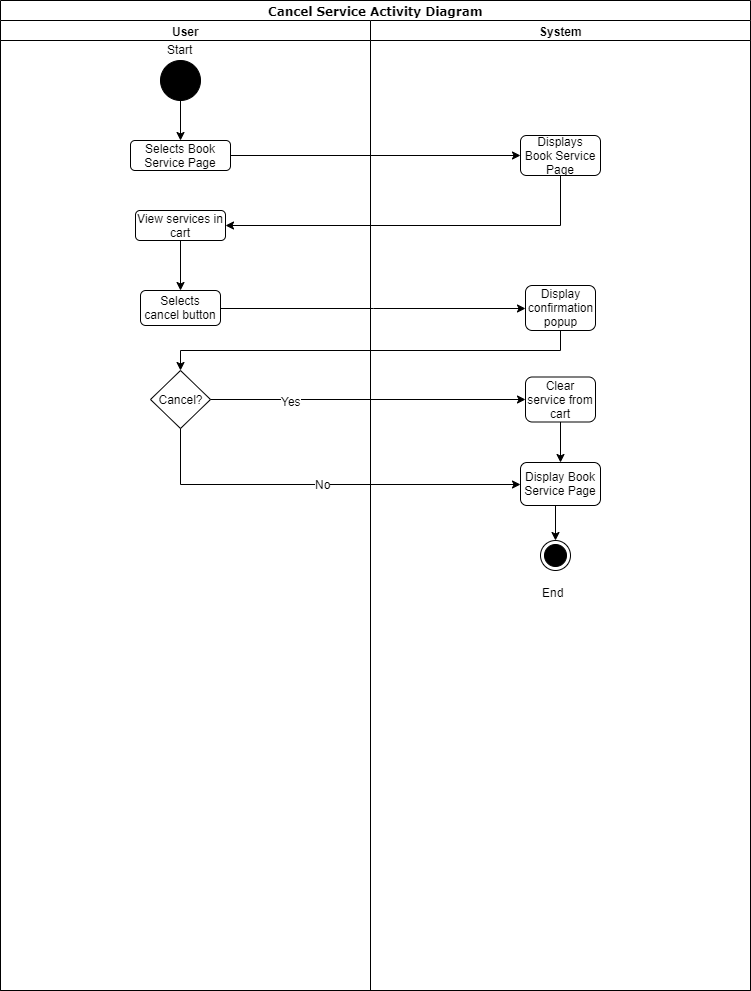 Cancel Service Activity Diagram
User
System
Start
Selects Book
Service Page
Displays
Book Service
Page
View services in
cart
Selects
cancel button
Display
confirmation
popup
Cancel?
Yes
Clear
service from
cart
No
Display Book
Service Page
End